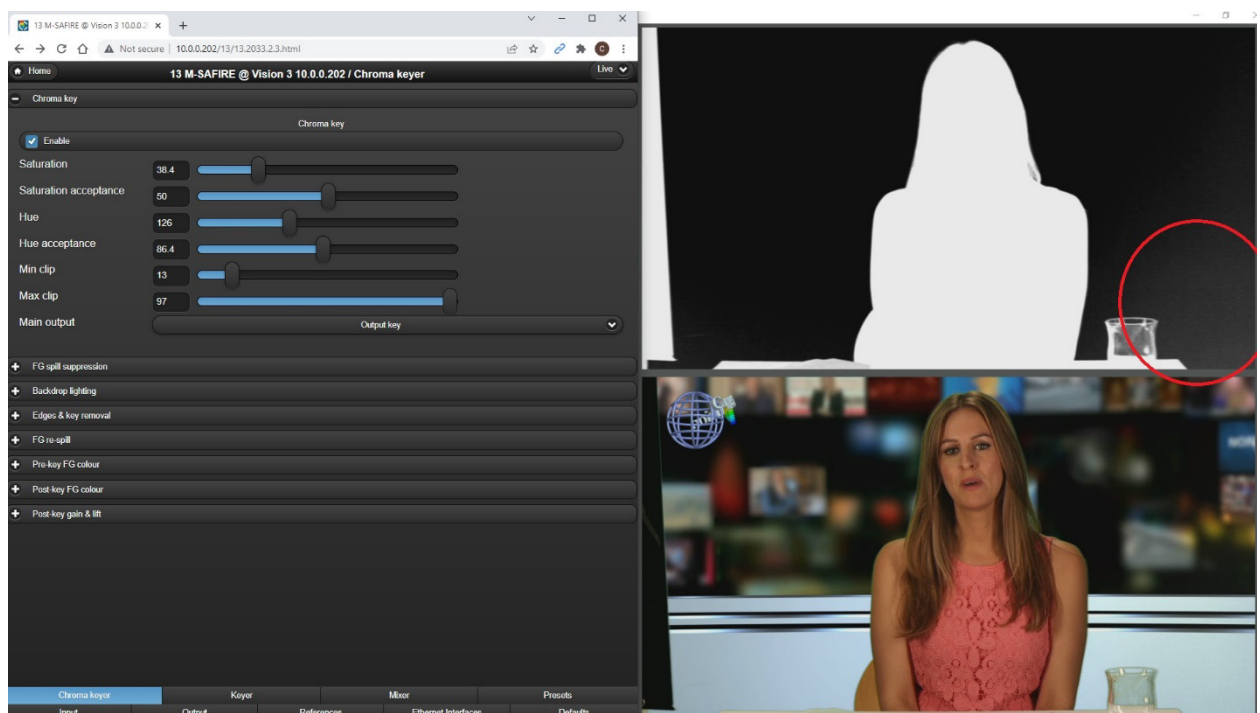 13 M-SAFIRE @ Vision 3 10.0.0.2
Not secure | 10.0.0.202/13/13.2033.2.3.html
C
Home
13 M-SAFIRE @ Vision 3 10.0.0.202 / Chroma keyer
Live
Chroma key
Chroma key
Enable
Saturation 38.4
Saturation acceptance 50
Hue 126
Hue acceptance 86.4
Min clip 13
Max clip 97
Main output Output key
FG spill suppression
Backdrop lighting
Edges & key removal
FG re-spill
Pre-key FG colour
Post-key FG colour
Post-key gain & lift
Chroma keyer Keyer Mixer Presets
Input Output References Ethernet Interfaces Defaults